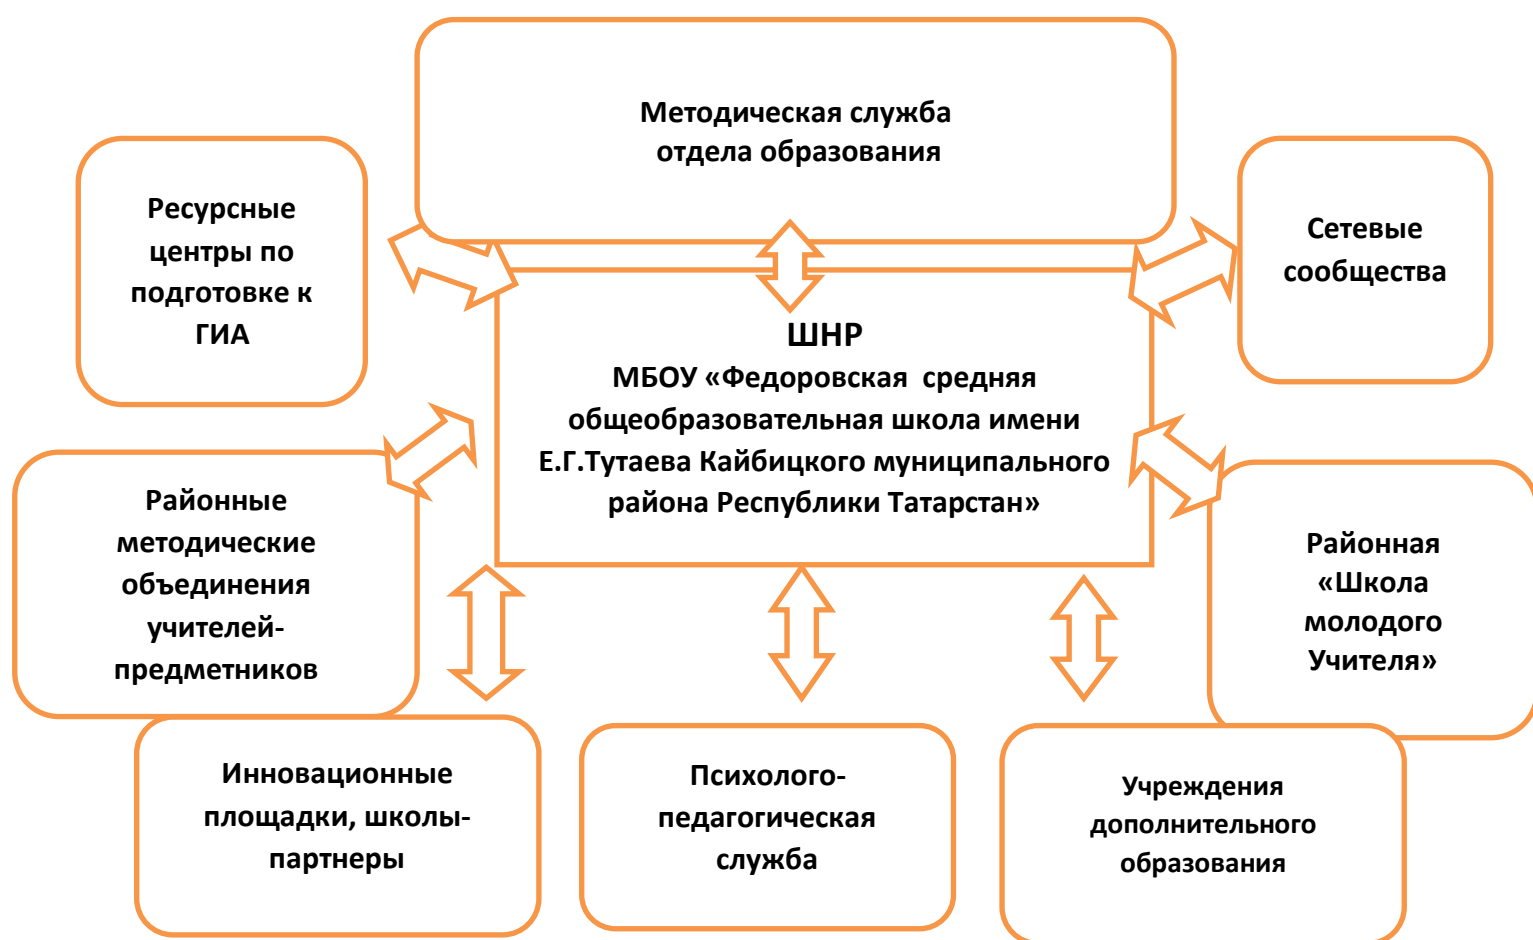 Методическая служба
отдела образования
Ресурсные
центры по
подготовке к
ГИА
Сетевые
сообщества
ШНР
МБОУ «Федоровская  средняя
общеобразовательная школа имени
Е.Г.Тутаева Кайбицкого муниципального
района Республики Татарстан»
Районные
методические
объединения
учителей-
предметников
Районная
«Школа
молодого
Учителя»
Инновационные
площадки, школы-
партнеры
Психолого-
педагогическая
служба
Учреждения
дополнительного
образования